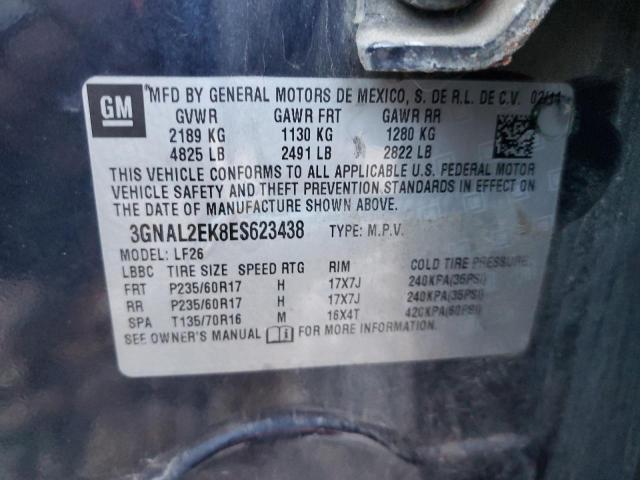 GM
*MFD BY GENERAL MOTORS DE MEXICO, S. DE R.L. DE C.V. 02/14
GVWR GAWR FRT GAWR RR
2189 KG 1130 KG 1280 KG
4825 LB 2491 LB 2822 LB
THIS VEHICLE CONFORMS TO ALL APPLICABLE U.S. FEDERAL MOTOR
VEHICLE SAFETY AND THEFT PREVENTION STANDARDS IN EFFECT ON
THE DATE OF MANUFACTURE SHOWN ABOVE.
3GNAL2EK8ES623438 TYPE: M.P.V.
MODEL: LF26
LBBC TIRE SIZE SPEED RTG RIM COLD TIRE PRESSURE
FRT P235/60R17 H 17X7J 240KPA(35PSI)
RR P235/60R17 H 17X7J 240KPA(35PSI)
SPA T135/70R16 M 16X4T 420KPA(60PSI)
SEE OWNER'S MANUAL FOR MORE INFORMATION.